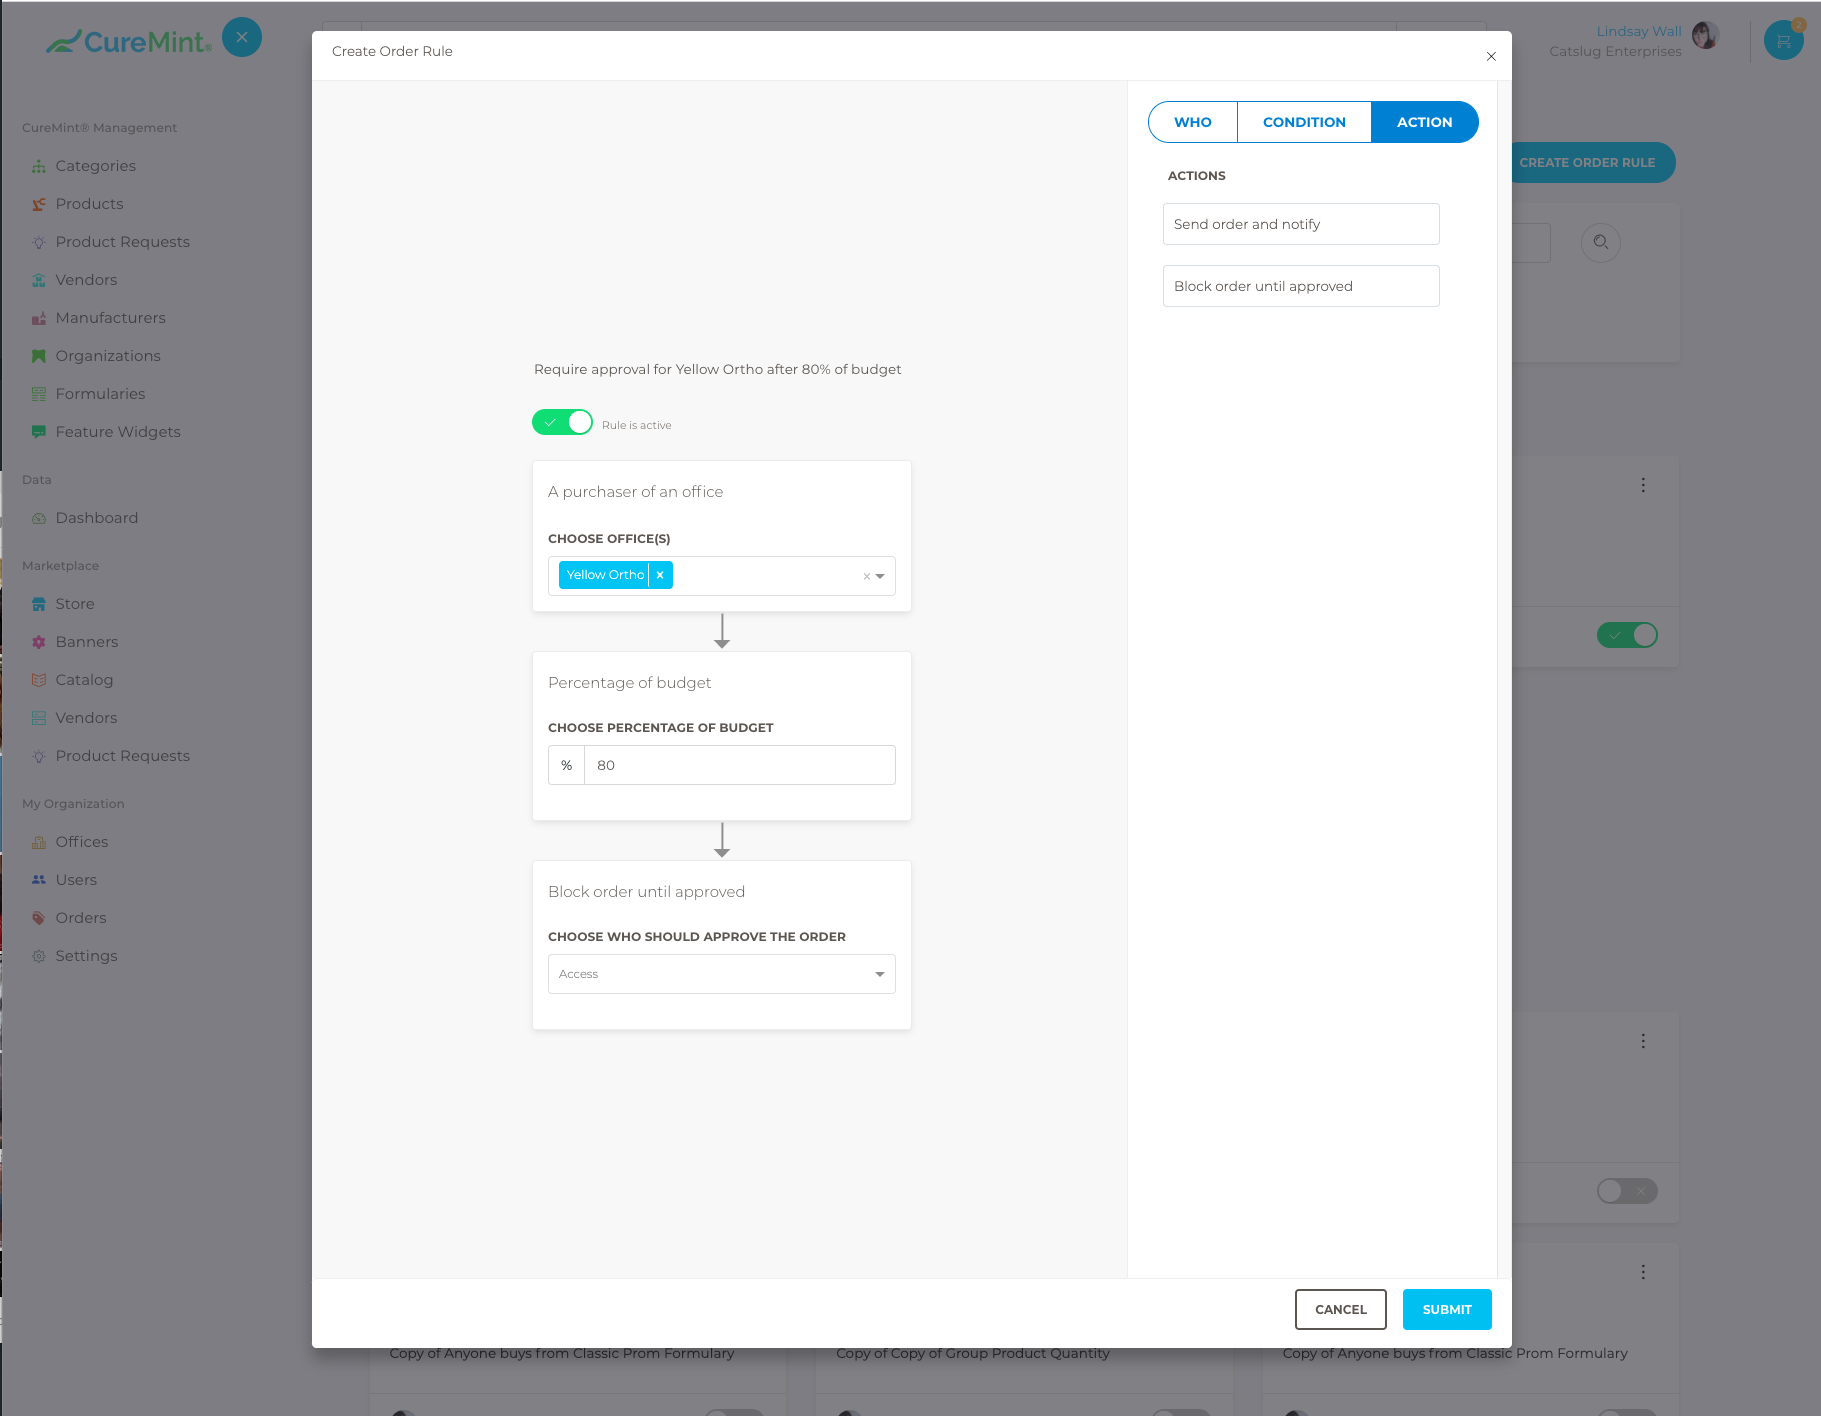 CureMint®
Lindsay Wall
Catslug Enterprises
2
CureMint® Management
Categories
Products
Product Requests
Vendors
Manufacturers
Organizations
Formularies
Feature Widgets
Data
Dashboard
Marketplace
Store
Banners
Catalog
Vendors
Product Requests
My Organization
Offices
Users
Orders
Settings
CREATE ORDER RULE
Create Order Rule
Require approval for Yellow Ortho after 80% of budget
Rule is active
A purchaser of an office
CHOOSE OFFICE(S)
Yellow Ortho x
Percentage of budget
CHOOSE PERCENTAGE OF BUDGET
% 80
Block order until approved
CHOOSE WHO SHOULD APPROVE THE ORDER
Access
WHO CONDITION ACTION
ACTIONS
Send order and notify
Block order until approved
CANCEL SUBMIT
Copy of Anyone buys from Classic Prom Formulary
Copy of Copy of Group Product Quantity
Copy of Anyone buys from Classic Prom Formulary